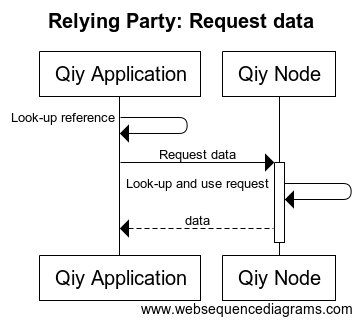 Relying Party: Request data
Qiy Application
Qiy Node
Look-up reference
Request data
Look-up and use request
data
Qiy Application
Qiy Node
www.websequencediagrams.com